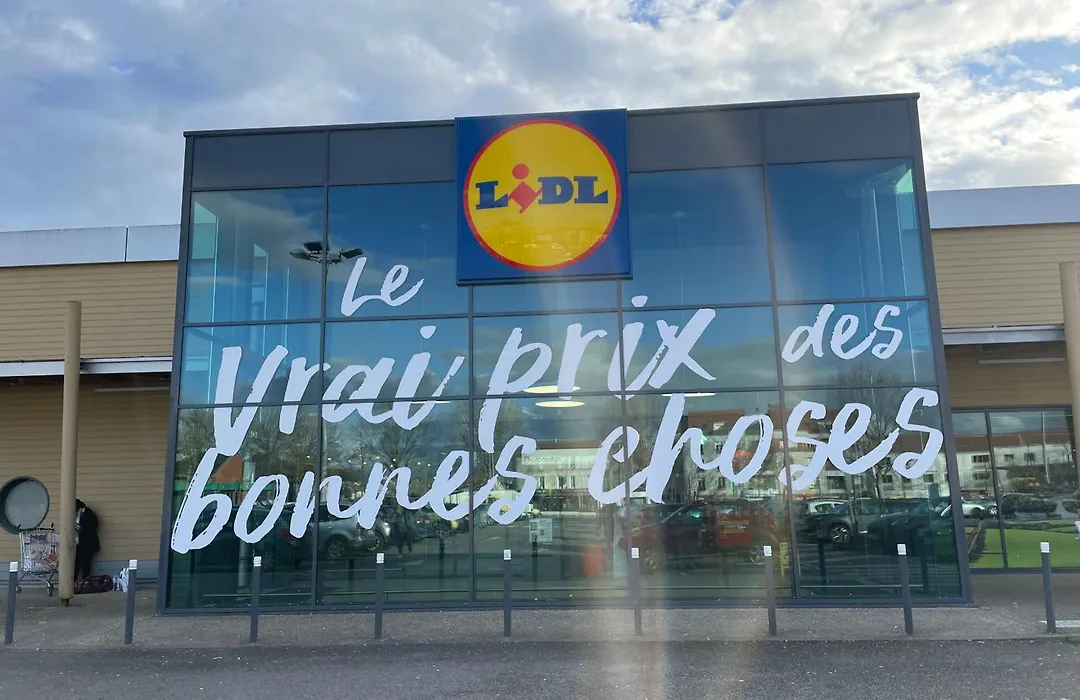 LIDL
Le
Vrai prix des
bonnes choses